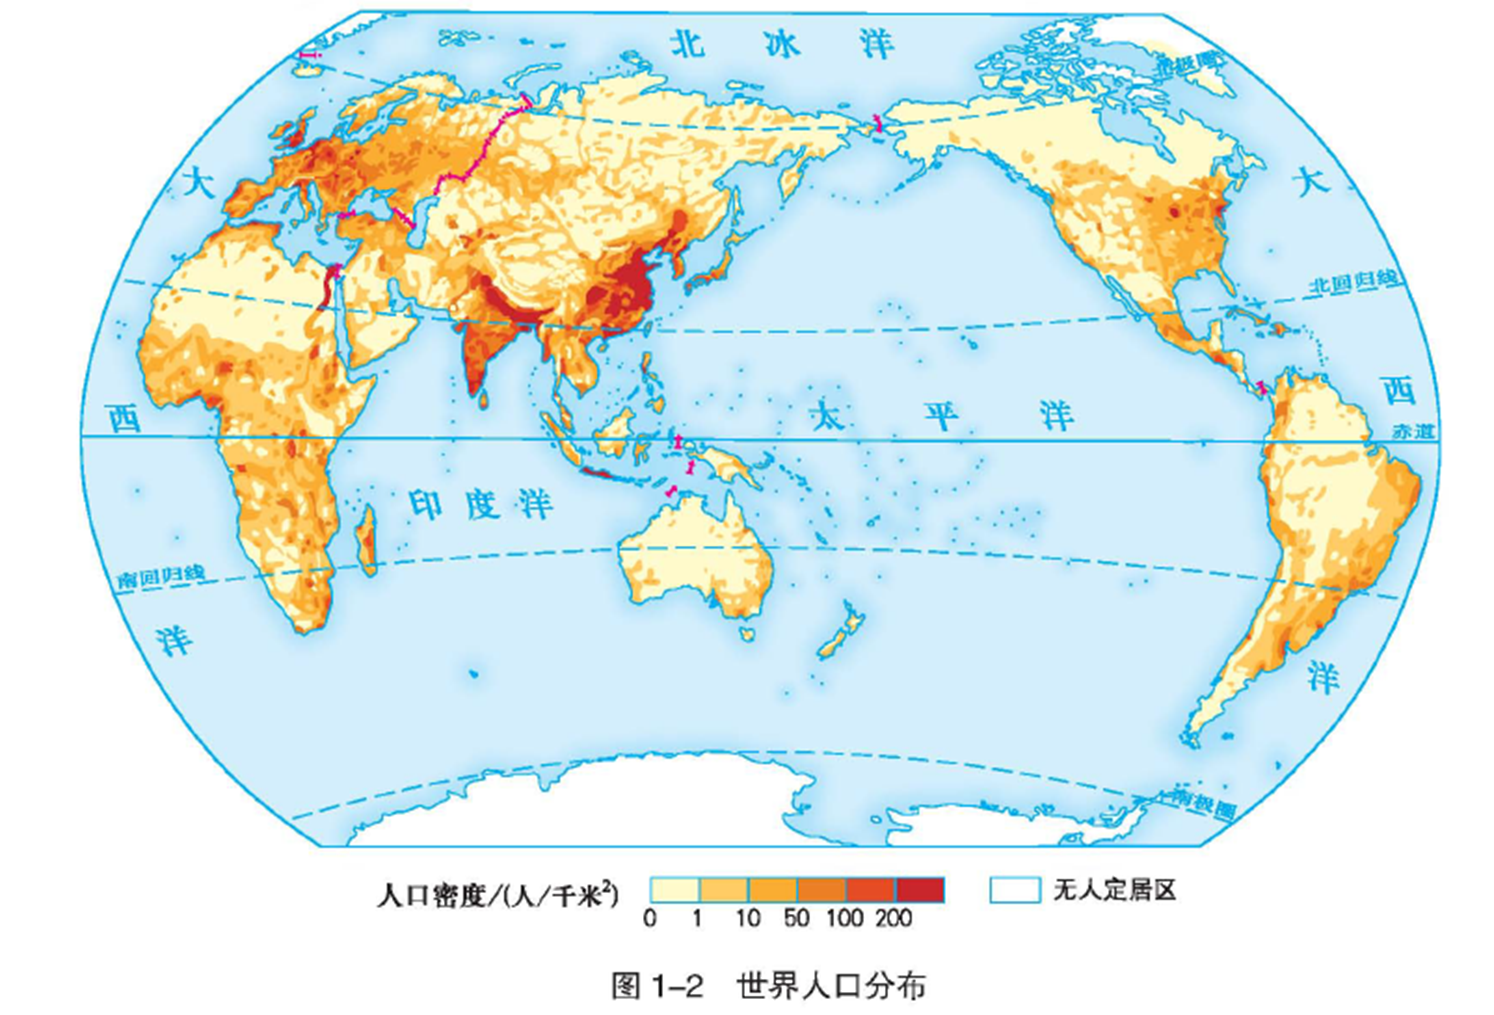 北冰洋
北极圈
大
大
北回归线
西
太平洋
西
赤道
印度洋
南回归线
洋
洋
南极圈
人口密度/(人/千米²)
0 1 10 50 100 200
无人定居区
图 1-2 世界人口分布